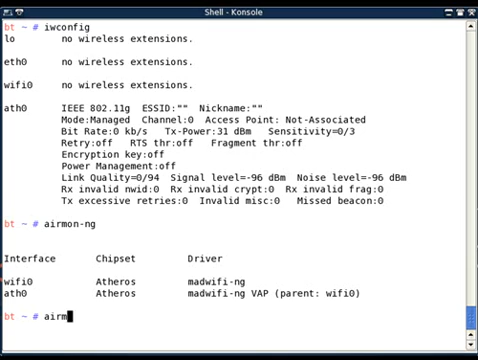 Shell - Konsole
bt ~ # iwconfig
lo        no wireless extensions.
eth0      no wireless extensions.
wifi0     no wireless extensions.
ath0      IEEE 802.11g  ESSID:""  Nickname:""
          Mode:Managed  Channel:0  Access Point: Not-Associated
          Bit Rate:0 kb/s   Tx-Power:31 dBm   Sensitivity=0/3
          Retry:off   RTS thr:off   Fragment thr:off
          Encryption key:off
          Power Management:off
          Link Quality=0/94  Signal level=-96 dBm  Noise level=-96 dBm
          Rx invalid nwid:0  Rx invalid crypt:0  Rx invalid frag:0
          Tx excessive retries:0  Invalid misc:0   Missed beacon:0
bt ~ # airmon-ng
Interface       Chipset         Driver
wifi0           Atheros         madwifi-ng
ath0            Atheros         madwifi-ng VAP (parent: wifi0)
bt ~ # airm